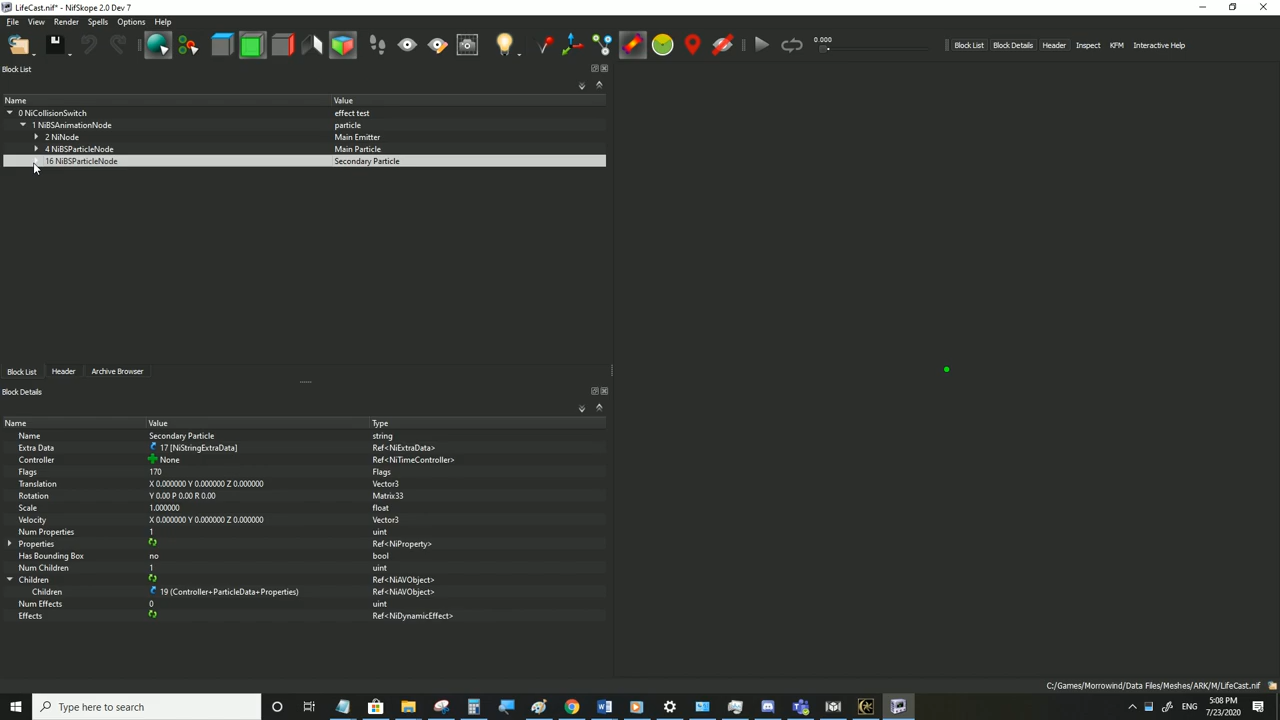 LifeCast.nif* - NifSkope 2.0 Dev 7
File View Render Spells Options Help
0.000
Block List Block Details Header Inspect KFM Interactive Help
Block List
Name Value
0 NiCollisionSwitch effect test
1 NiBSAnimationNode particle
2 NiNode Main Emitter
4 NiBSParticleNode Main Particle
16 NiBSParticleNode Secondary Particle
Block List Header Archive Browser
Block Details
Name Value Type
Name Secondary Particle string
Extra Data 17 [NiStringExtraData] Ref<NiExtraData>
Controller None Ref<NiTimeController>
Flags 170 Flags
Translation X 0.000000 Y 0.000000 Z 0.000000 Vector3
Rotation Y 0.00 P 0.00 R 0.00 Matrix33
Scale 1.000000 float
Velocity X 0.000000 Y 0.000000 Z 0.000000 Vector3
Num Properties 1 uint
Properties Ref<NiProperty>
Has Bounding Box no bool
Num Children 1 uint
Children Ref<NiAVObject>
Children 19 (Controller+ParticleData+Properties) Ref<NiAVObject>
Num Effects 0 uint
Effects Ref<NiDynamicEffect>
C:/Games/Morrowind/Data Files/Meshes/ARK/M/LifeCast.nif
Type here to search
ENG
5:08 PM
7/23/2020